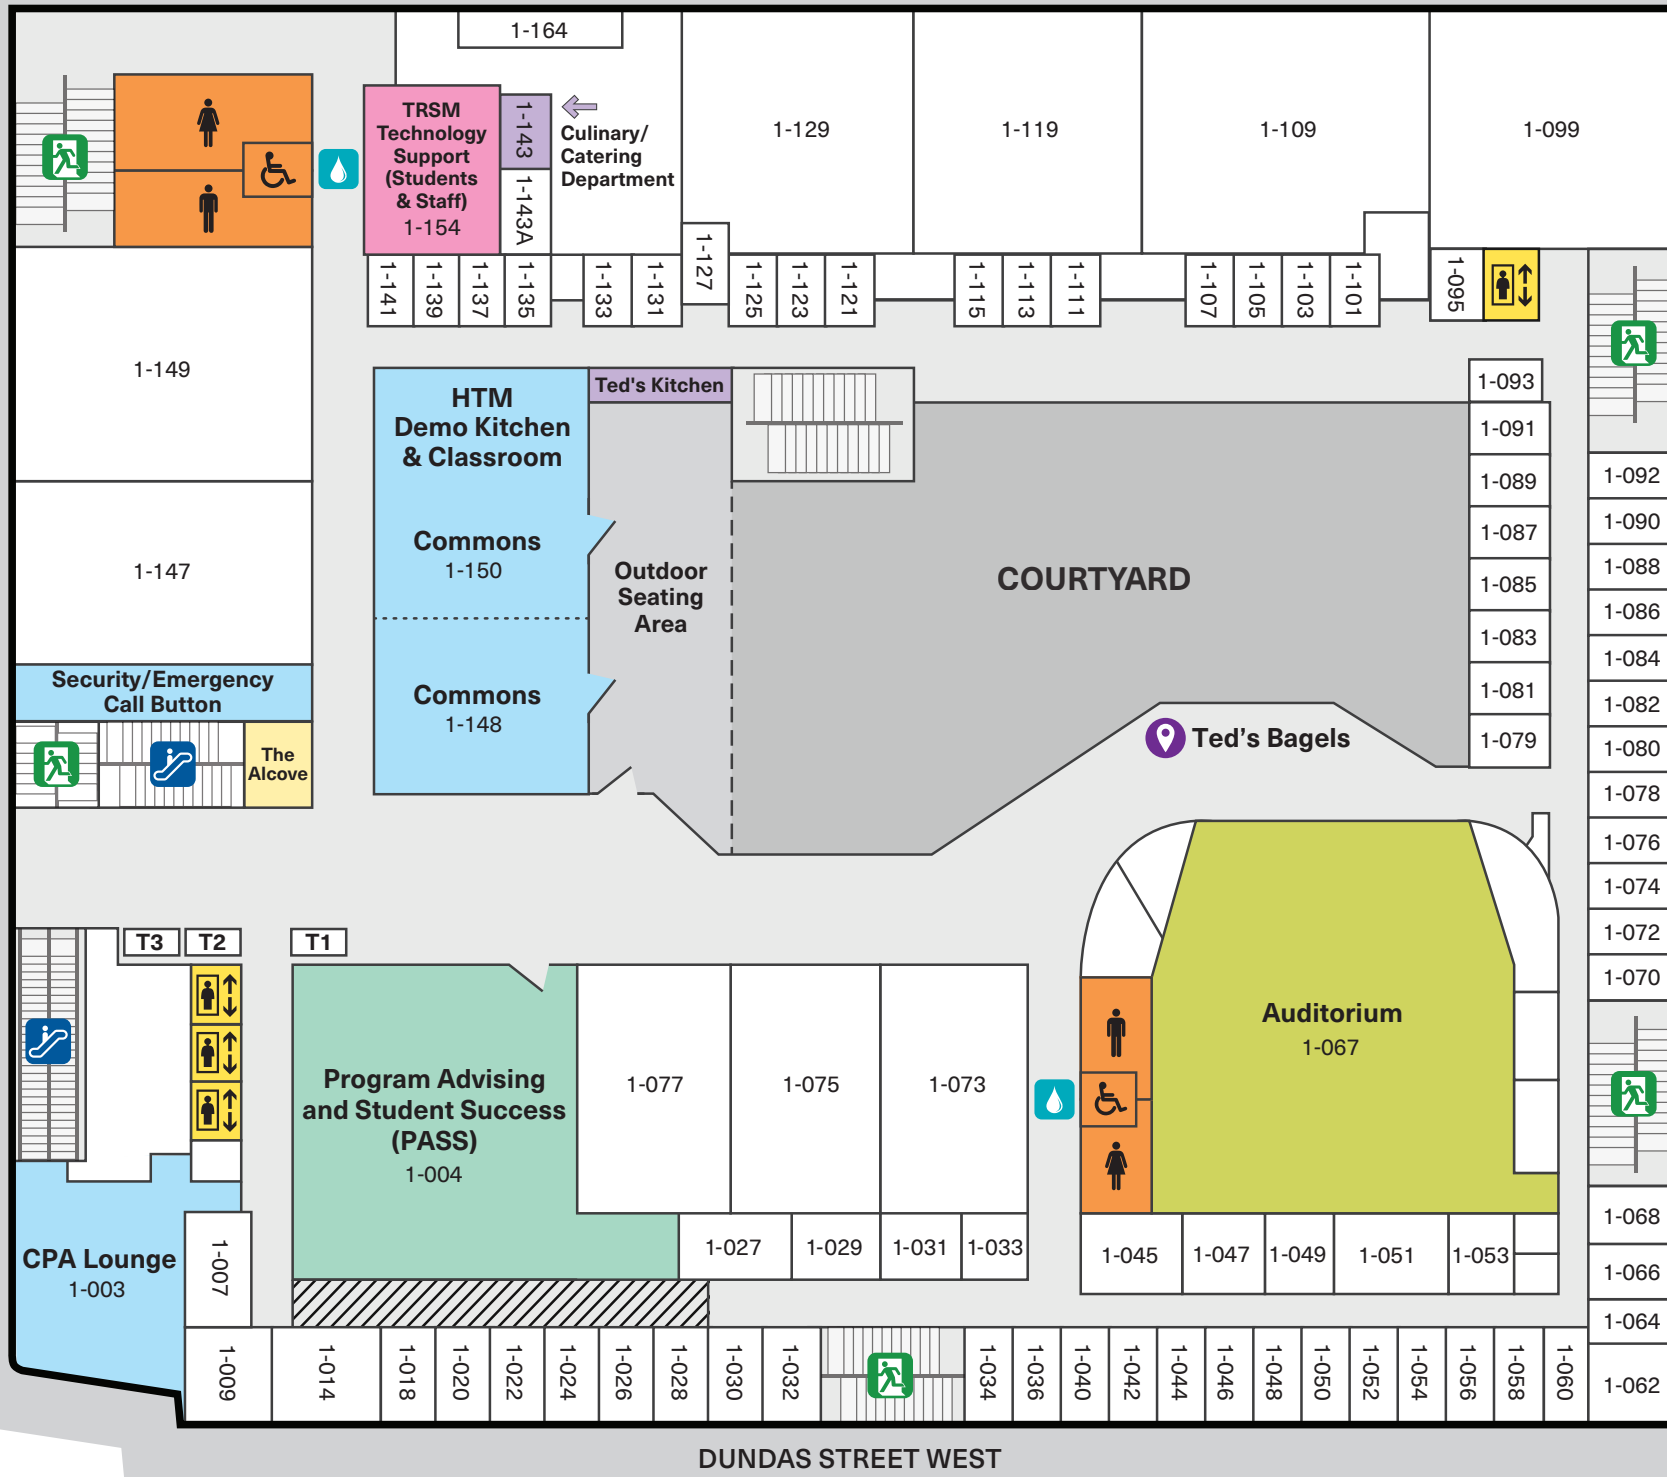 1-164
TRSM
Technology
Support
(Students
& Staff)
1-154
1-143
1-143A
Culinary/
Catering
Department
1-129
1-119
1-109
1-099
1-141
1-139
1-137
1-135
1-133
1-131
1-127
1-125
1-123
1-121
1-115
1-113
1-111
1-107
1-105
1-103
1-101
1-095
1-149
1-147
Security/Emergency
Call Button
The
Alcove
HTM
Demo Kitchen
& Classroom
Commons
1-150
Commons
1-148
Ted's Kitchen
Outdoor
Seating
Area
COURTYARD
Ted's Bagels
1-093
1-091
1-089
1-087
1-085
1-083
1-081
1-079
1-092
1-090
1-088
1-086
1-084
1-082
1-080
1-078
1-076
1-074
1-072
1-070
T3
T2
T1
Program Advising
and Student Success
(PASS)
1-004
1-077
1-075
1-073
Auditorium
1-067
CPA Lounge
1-003
1-007
1-027
1-029
1-031
1-033
1-045
1-047
1-049
1-051
1-053
1-068
1-066
1-064
1-062
1-009
1-014
1-018
1-020
1-022
1-024
1-026
1-028
1-030
1-032
1-034
1-036
1-040
1-042
1-044
1-046
1-048
1-050
1-052
1-054
1-056
1-058
1-060
DUNDAS STREET WEST